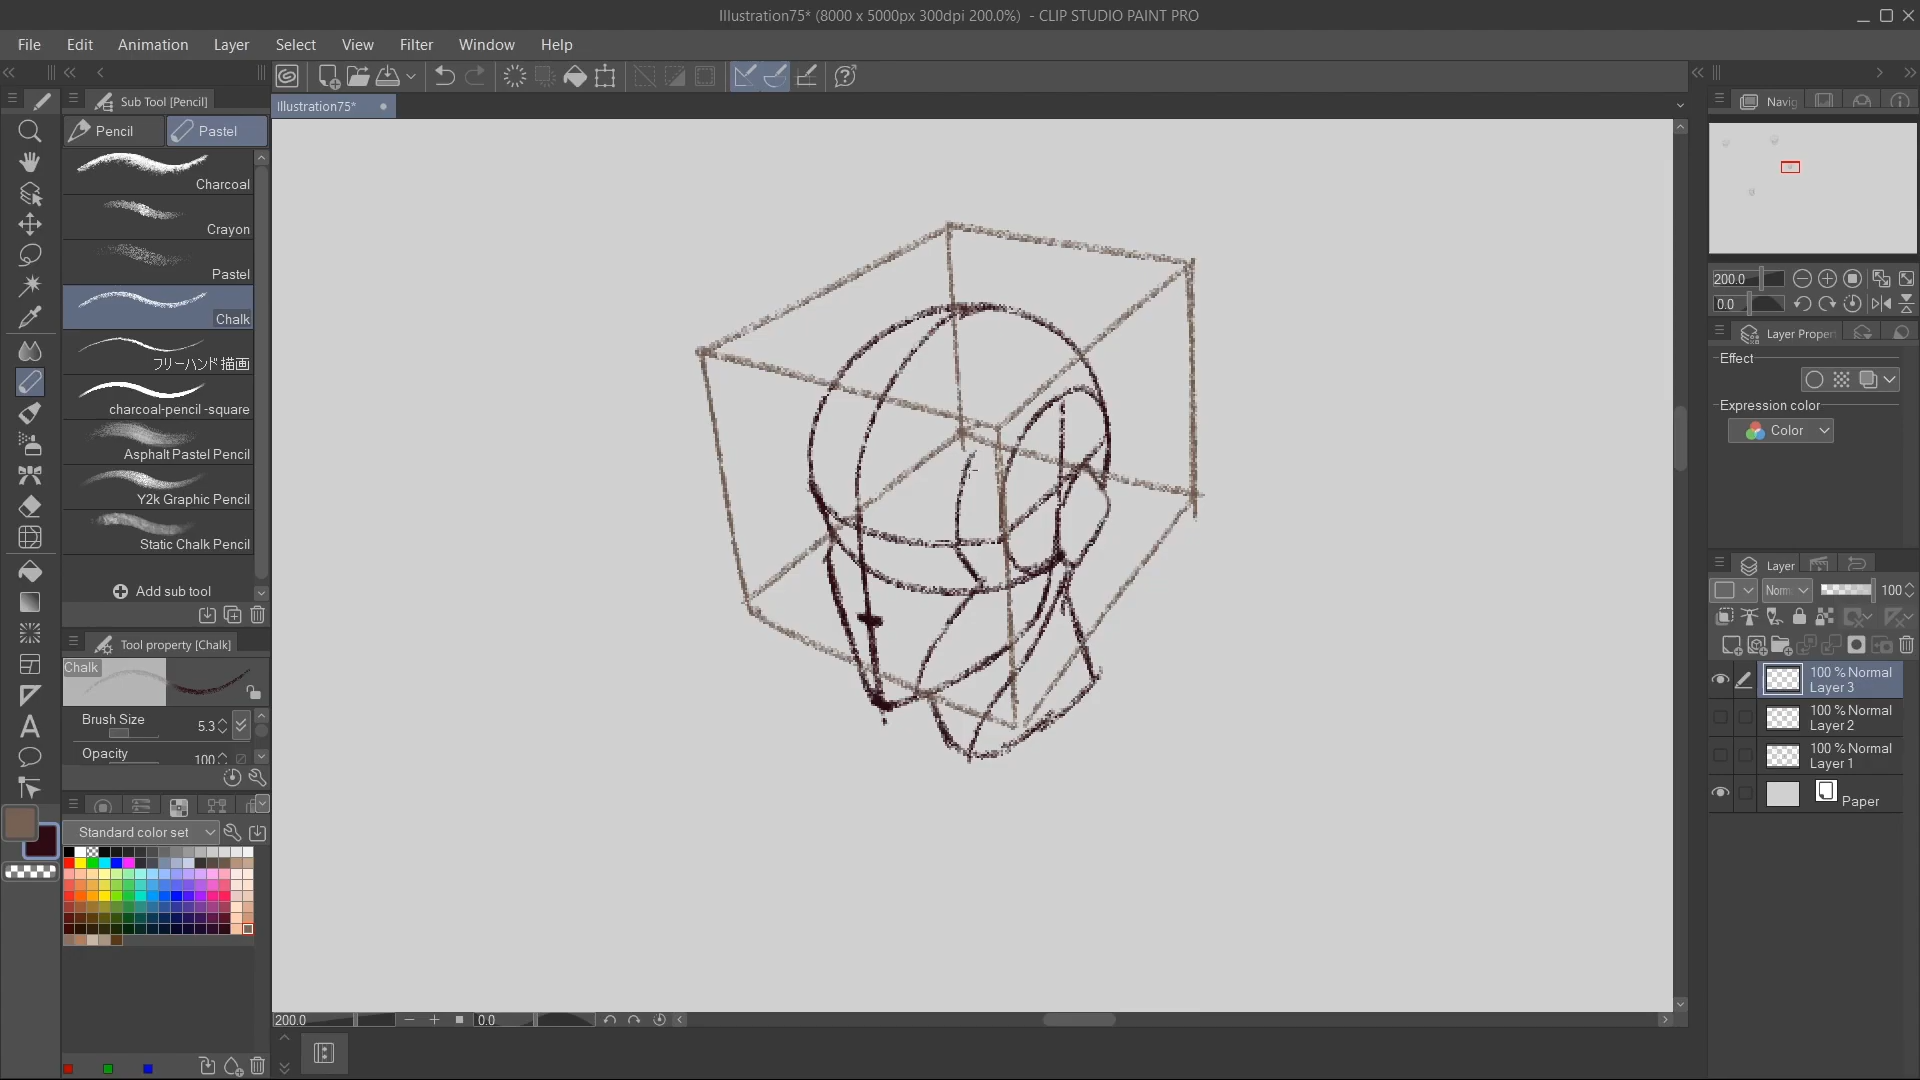 Illustration75* (8000 x 5000px 300dpi 200.0%)  - CLIP STUDIO PAINT PRO
File Edit Animation Layer Select View Filter Window Help
Sub Tool [Pencil]
Illustration75*
Pencil Pastel
Charcoal
Crayon
Pastel
Chalk
フリーハンド 描画
charcoal-pencil -square
Asphalt Pastel Pencil
Y2k Graphic Pencil
Static Chalk Pencil
Add sub tool
Tool property [Chalk]
Chalk
Brush Size 5.3
Opacity 100
Standard color set
200.0 0.0
Navig
200.0
0.0
Layer Proper
Effect
Expression color
Color
Layer
Norm 100
100 % Normal
Layer 3
100 % Normal
Layer 2
100 % Normal
Layer 1
Paper